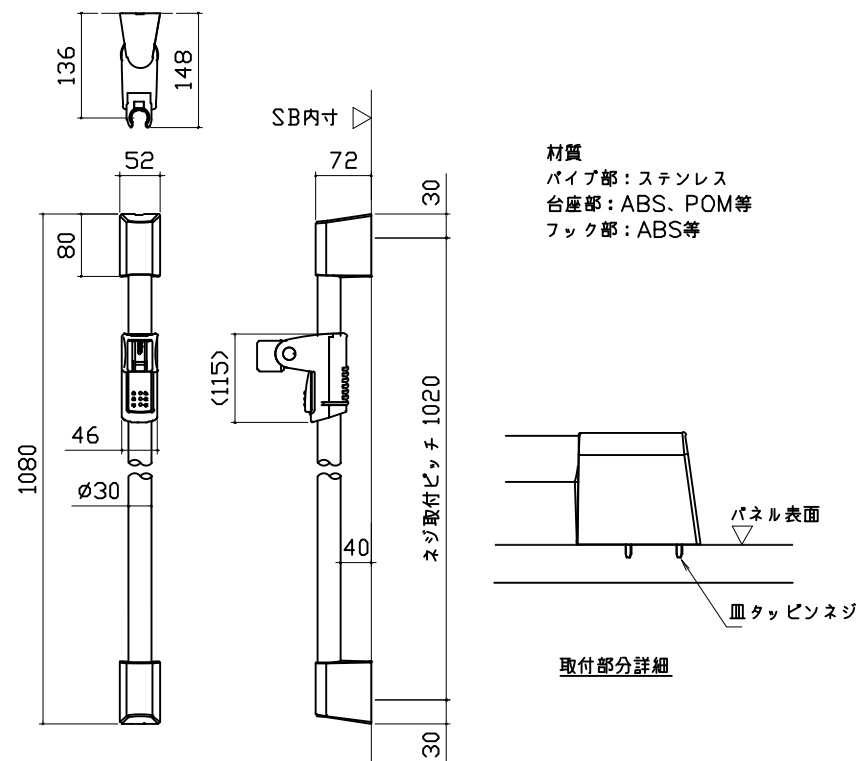 136
148
SB内寸
52
72
30
80
(115)
46
1080
ø30
40
ネジ取付ピッチ 1020
30
材質
パイプ部：ステンレス
台座部：ABS、POM等
フック部：ABS等
パネル表面
皿タッピンネジ
取付部分詳細